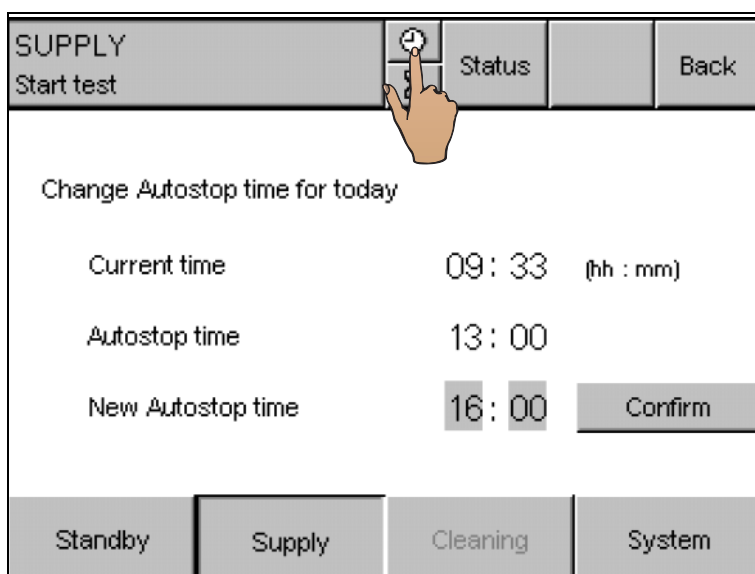 SUPPLY
Start test
Status
Back
Change Autostop time for today
Current time 09: 33 (hh : mm)
Autostop time 13: 00
New Autostop time 16: 00 Confirm
Standby Supply Cleaning System